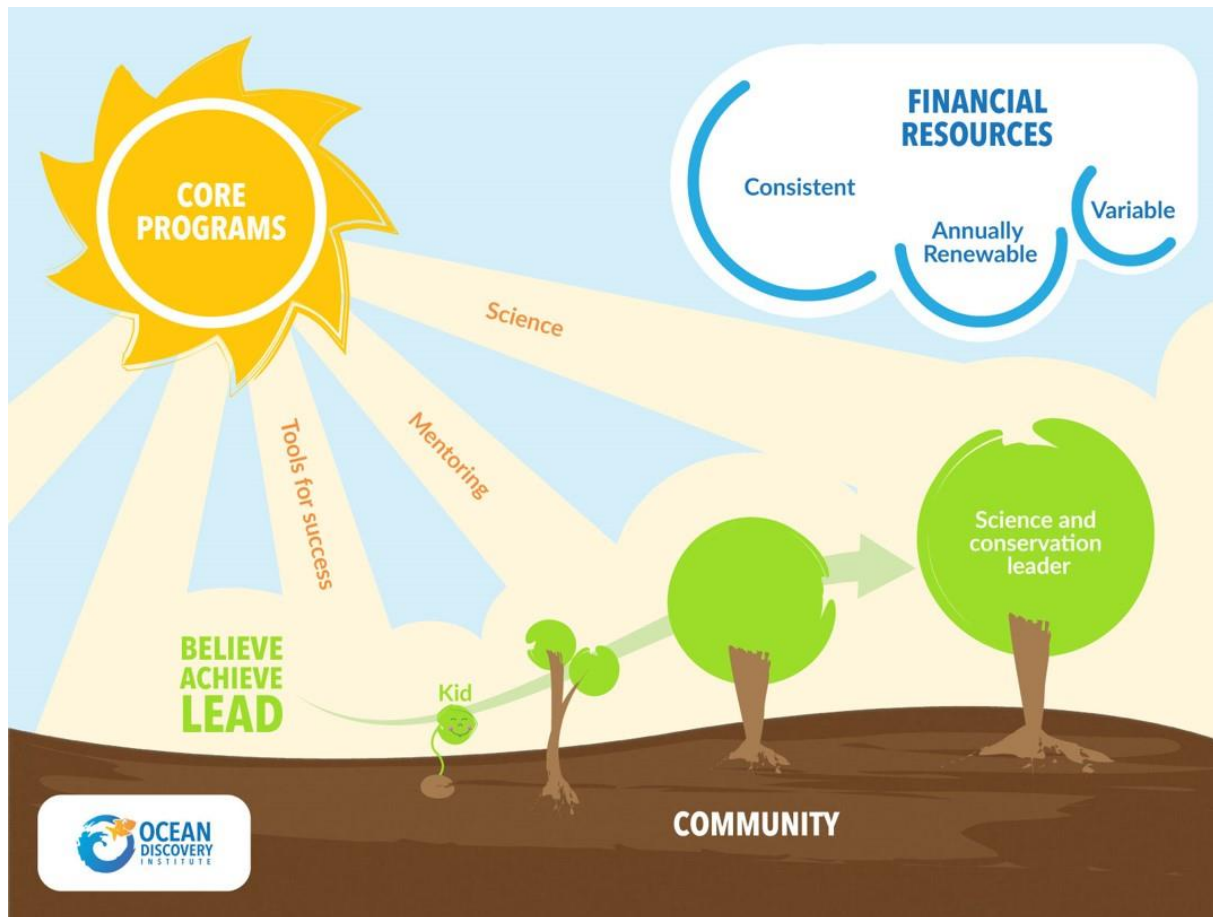 CORE
PROGRAMS
FINANCIAL
RESOURCES
Consistent
Annually
Renewable
Variable
Science
Mentoring
Tools for success
Science and
conservation
leader
BELIEVE
ACHIEVE
LEAD
Kid
COMMUNITY
OCEAN
DISCOVERY
INSTITUTE